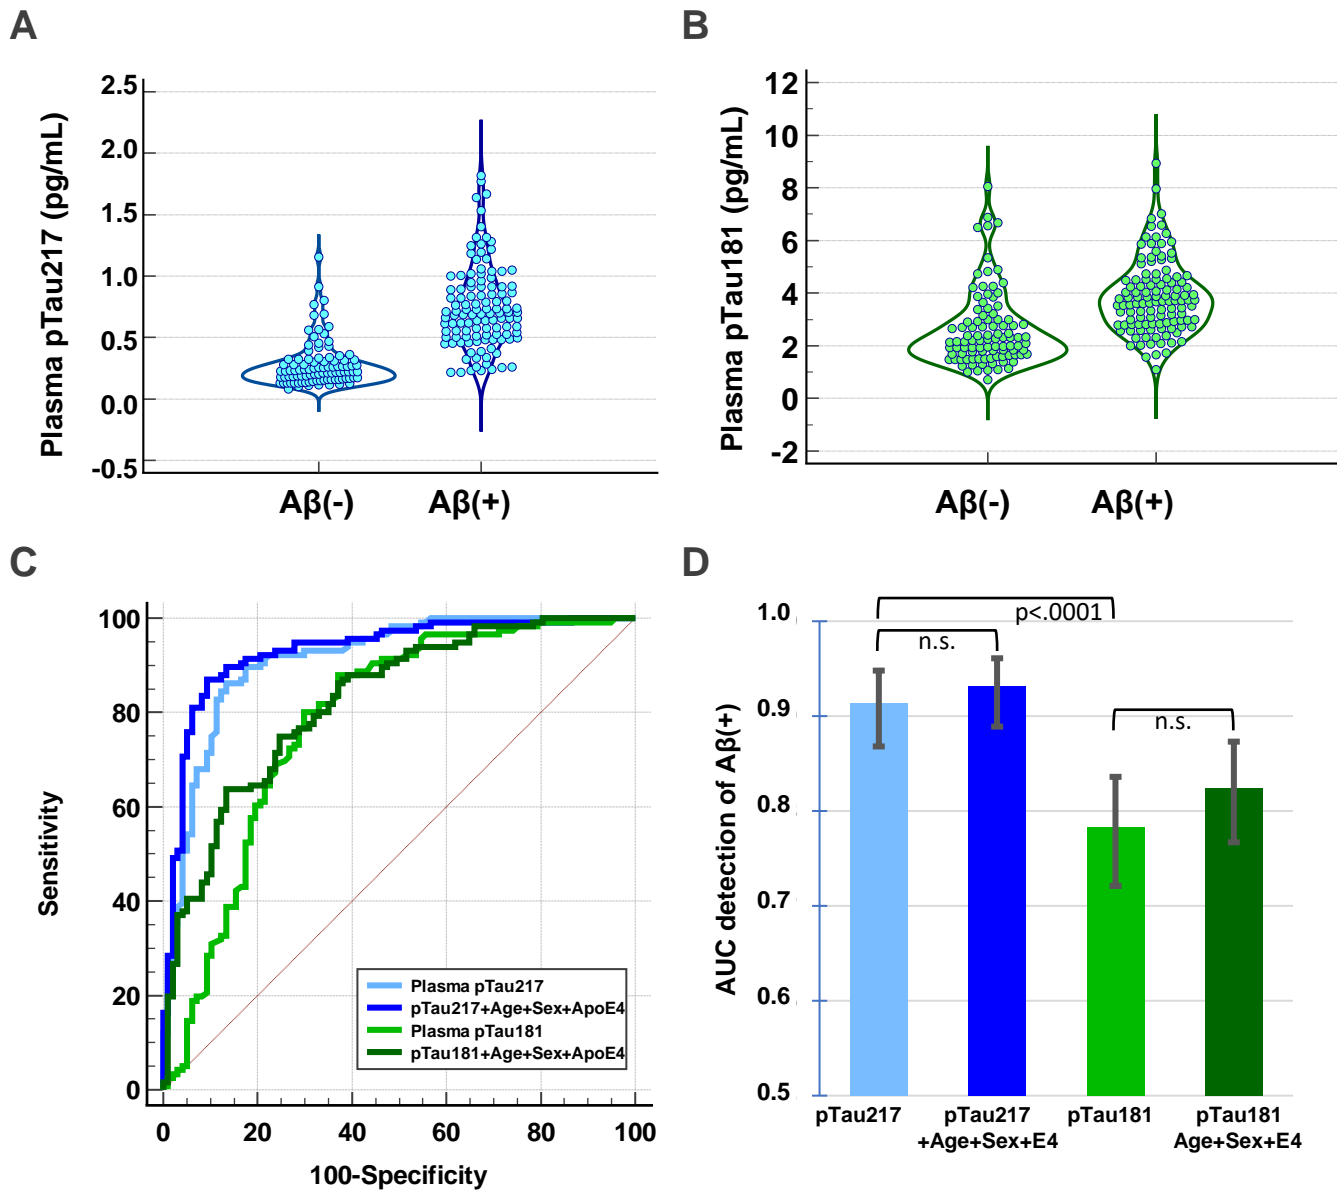 A
Plasma pTau217 (pg/mL)
2.5
2.0
1.5
1.0
0.5
0.0
-0.5
Aβ(-)
Aβ(+)
B
Plasma pTau181 (pg/mL)
12
10
8
6
4
2
0
-2
Aβ(-)
Aβ(+)
C
Sensitivity
100
80
60
40
20
0
Plasma pTau217
pTau217+Age+Sex+ApoE4
Plasma pTau181
pTau181+Age+Sex+ApoE4
0 20 40 60 80 100
100-Specificity
D
AUC detection of Aβ(+)
1.0
0.9
0.8
0.7
0.6
0.5
p<.0001
n.s.
n.s.
pTau217
pTau217
+Age+Sex+E4
pTau181
pTau181
Age+Sex+E4